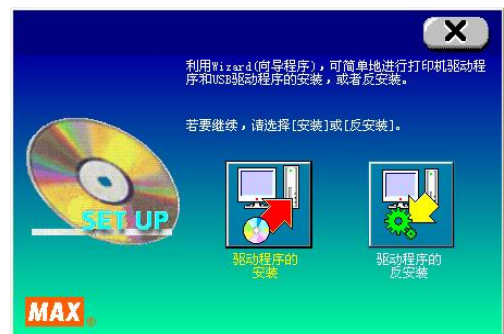 利用Wizard(向导程序)，可简单地进行打印机驱动程
序和USB驱动程序的安装，或者反安装。
若要继续，请选择[安装]或[反安装]。
SET UP
驱动程序的
安装
驱动程序的
反安装
MAX®